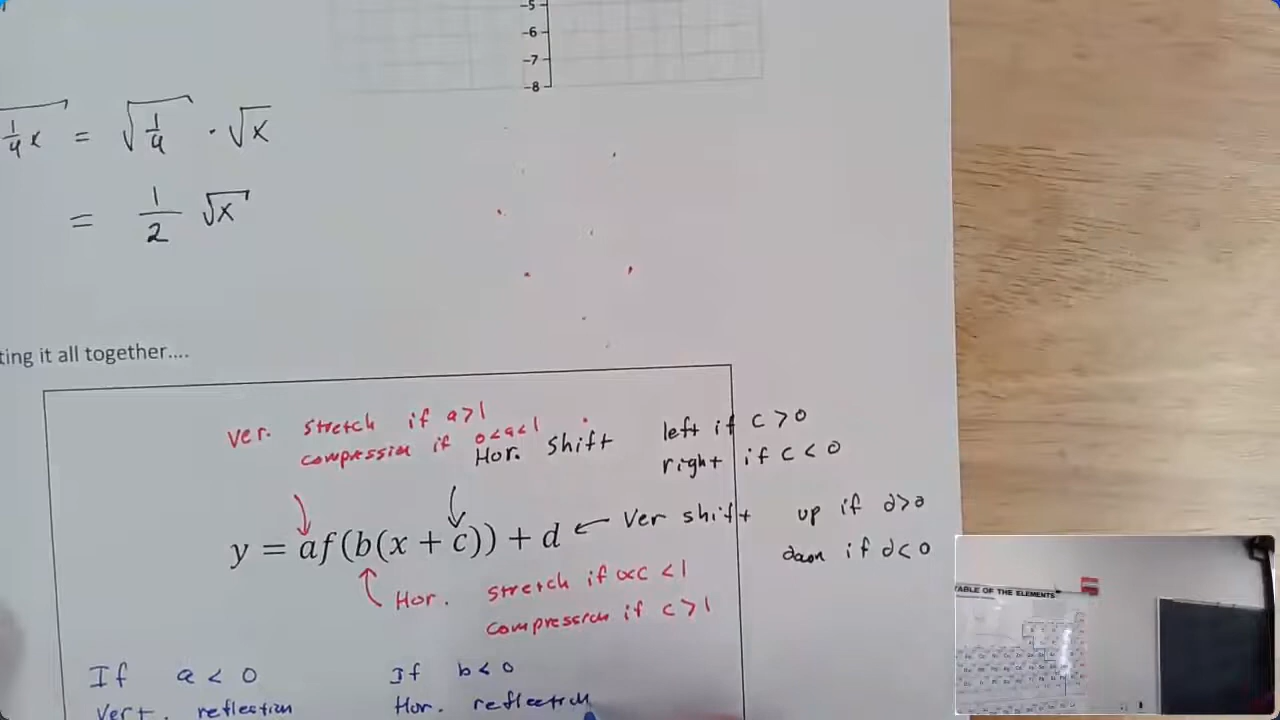 -5
-6
-7
-8
1/4 x = √(1/4) · √x
= 1/2 √x
ting it all together....
Ver. stretch if a>1
compression if 0<a<1
Hor. shift left if c>0
right if c<0
y = af(b(x + c)) + d ← Ver shift up if d>0
down if d<0
Hor. stretch if 0<c<1
compression if c>1
If a<0 If b<0
Vert. reflection Hor. reflection
TABLE OF THE ELEMENTS